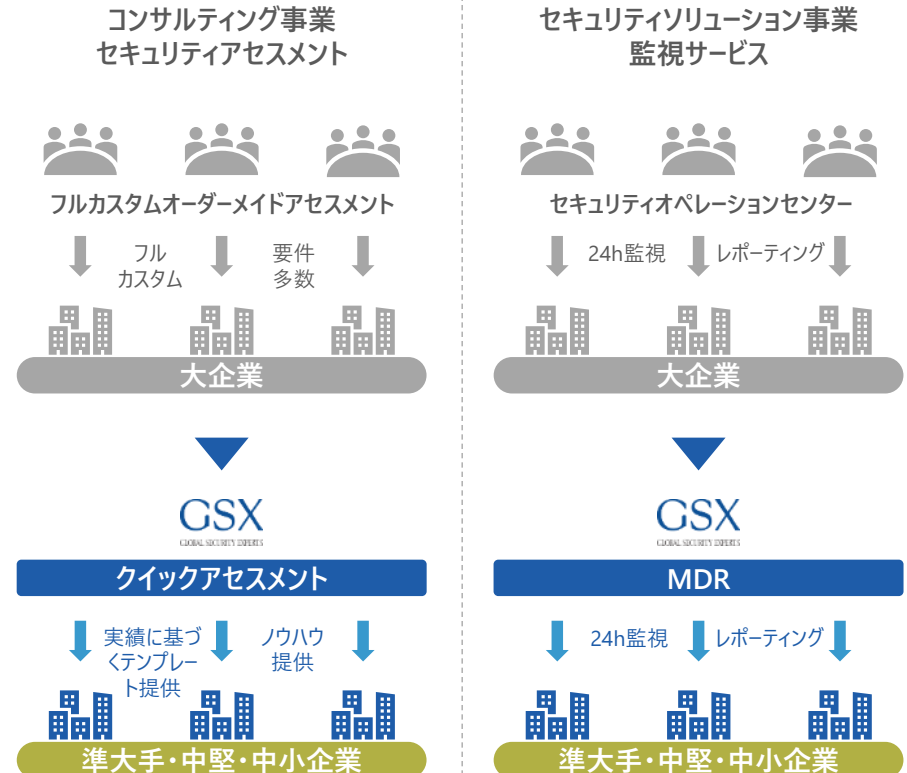 コンサルティング事業
セキュリティアセスメント
フルカスタムオーダーメイドアセスメント
フル
カスタム
要件
多数
大企業
GSX
GLOBAL SECURITY EXPERTS
クイックアセスメント
実績に基づ
くテンプレー
ト提供
ノウハウ
提供
準大手・中堅・中小企業
セキュリティソリューション事業
監視サービス
セキュリティオペレーションセンター
24h監視
レポーティング
大企業
GSX
GLOBAL SECURITY EXPERTS
MDR
24h監視
レポーティング
準大手・中堅・中小企業